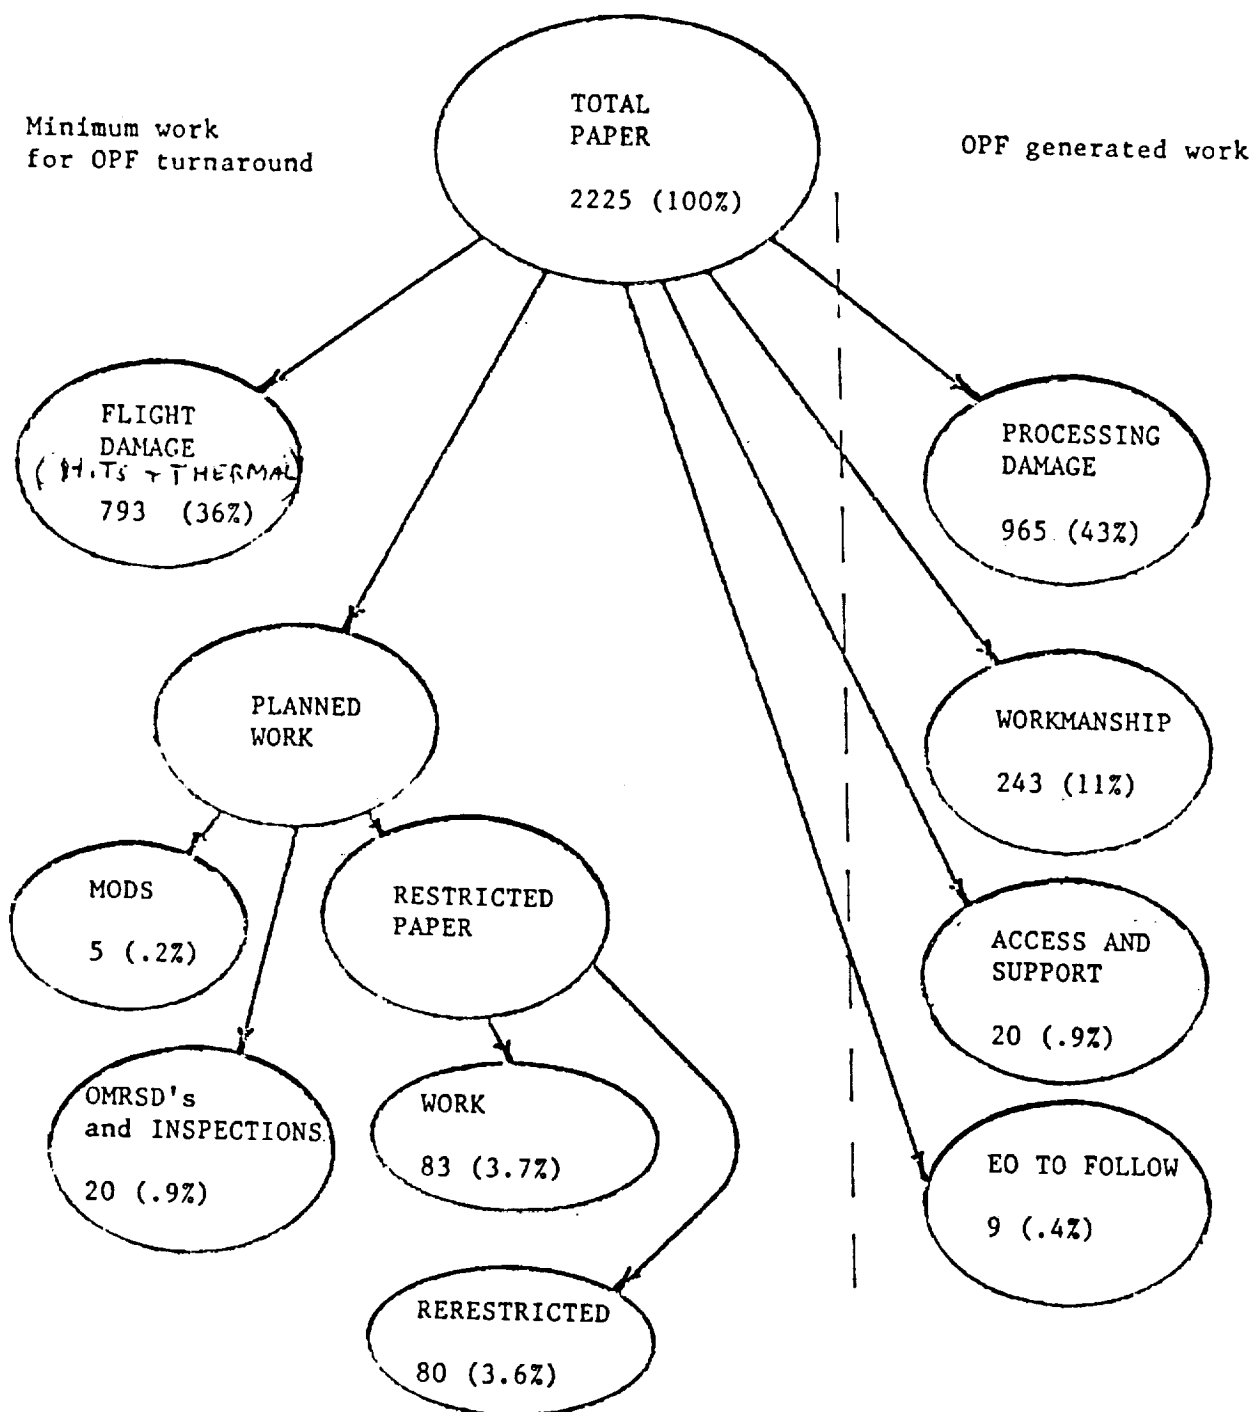 TOTAL
PAPER
2225 (100%)
Minimum work
for OPF turnaround
OPF generated work
FLIGHT
DAMAGE
(HITS + THERMAL)
793 (36%)
PROCESSING
DAMAGE
965 (43%)
PLANNED
WORK
WORKMANSHIP
243 (11%)
MODS
5 (.2%)
RESTRICTED
PAPER
ACCESS AND
SUPPORT
20 (.9%)
OMRSD's
and INSPECTIONS
20 (.9%)
WORK
83 (3.7%)
EO TO FOLLOW
9 (.4%)
RERESTRICTED
80 (3.6%)